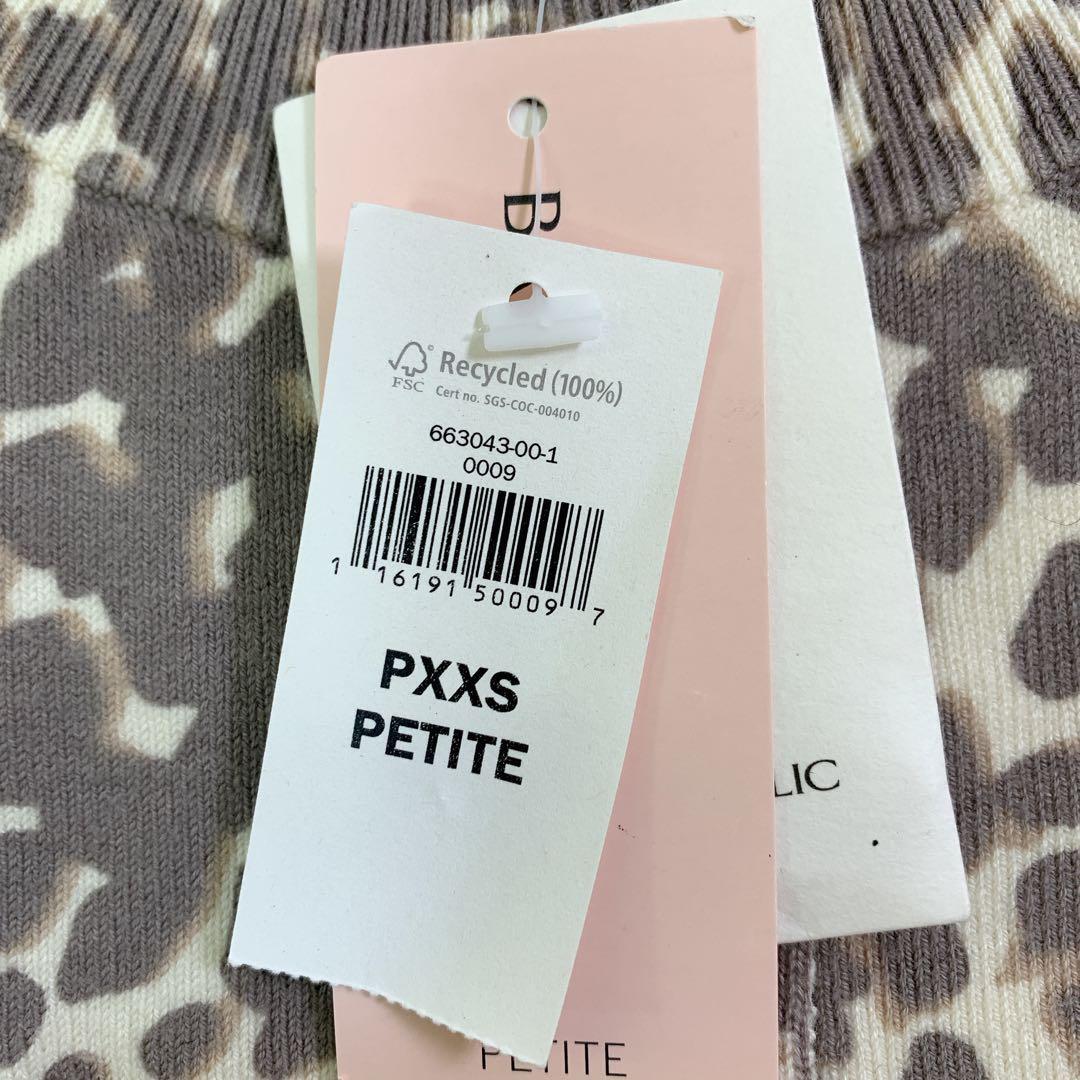 FSC
Recycled (100%)
Cert no. SGS-COC-004010
663043-00-1
0009
1 16191 50009 7
PXXS
PETITE
LIC
PETITE